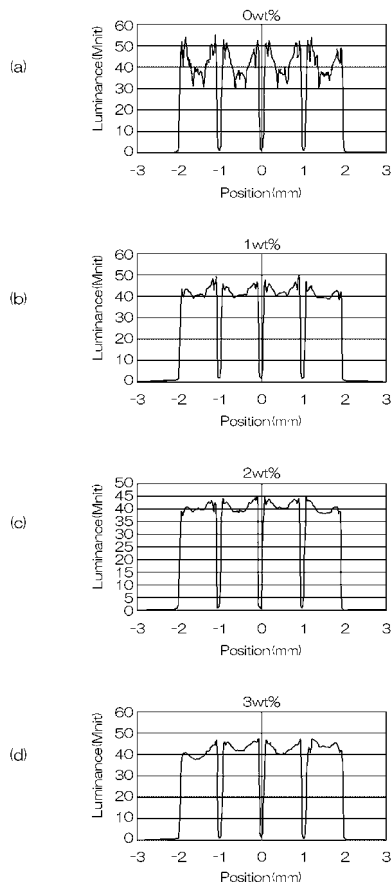 (a)
0wt%
Luminance(Mnit)
60
50
40
30
20
10
0
-3 -2 -1 0 1 2 3
Position(mm)
(b)
1wt%
Luminance(Mnit)
60
50
40
30
20
10
0
-3 -2 -1 0 1 2 3
Position(mm)
(c)
2wt%
Luminance(Mnit)
50
45
40
35
30
25
20
15
10
5
0
-3 -2 -1 0 1 2 3
Position(mm)
(d)
3wt%
Luminance(Mnit)
60
50
40
30
20
10
0
-3 -2 -1 0 1 2 3
Position(mm)